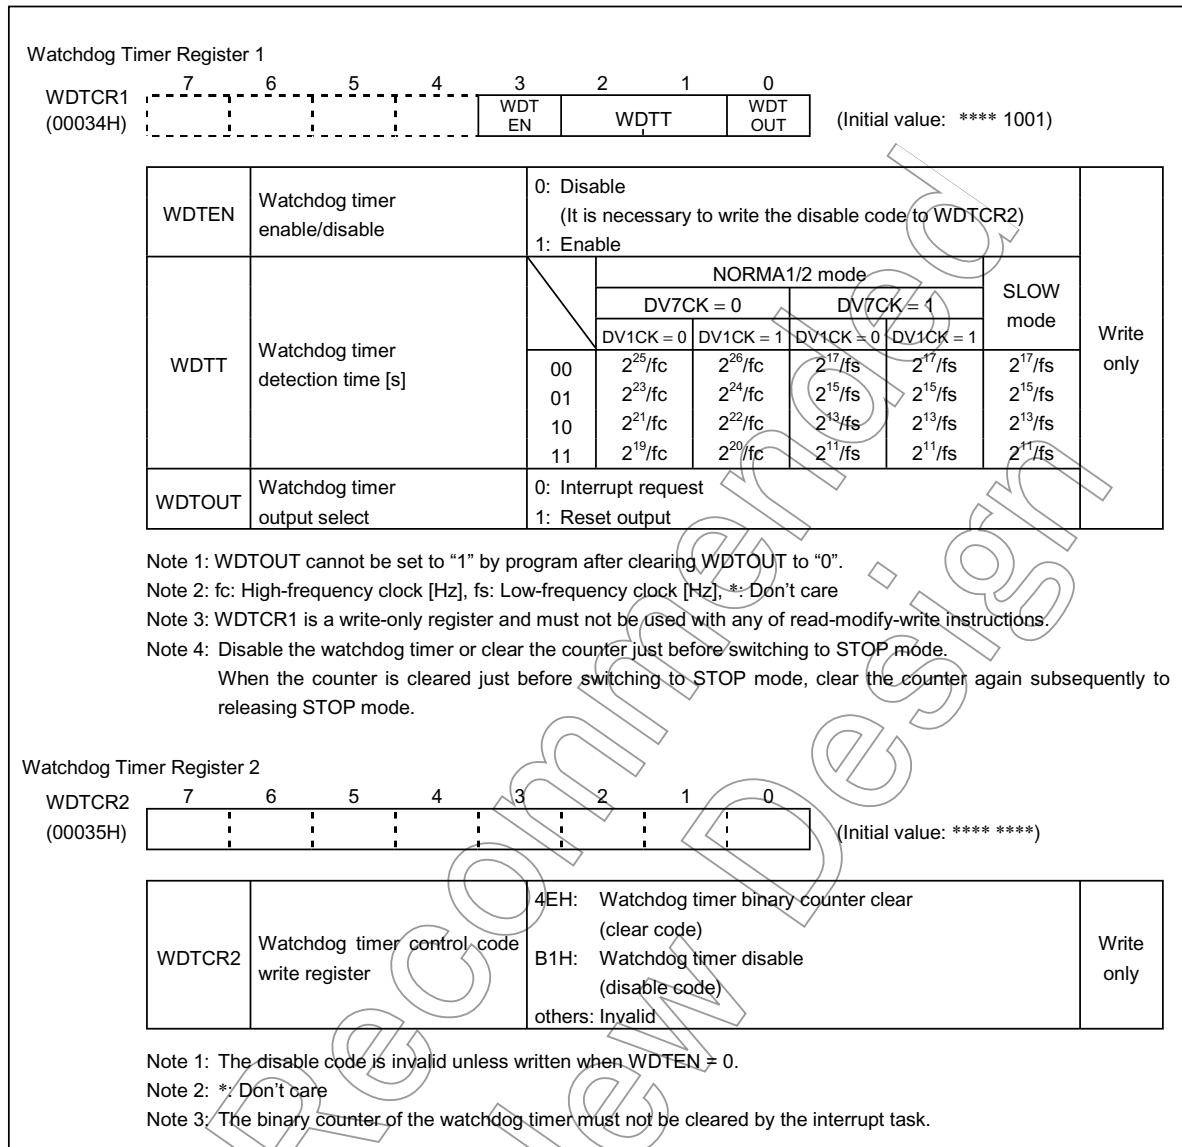 Watchdog Timer Register 1
7 6 5 4 3 2 1 0
WDTCR1
(00034H)
WDT EN
WDTT
WDT OUT
(Initial value: **** 1001)
WDTEN
Watchdog timer
enable/disable
0: Disable
(It is necessary to write the disable code to WDTCR2)
1: Enable
Write
only
WDTT
Watchdog timer
detection time [s]
NORMA1/2 mode
SLOW
mode
DV7CK = 0 DV7CK = 1
DV1CK = 0 DV1CK = 1 DV1CK = 0 DV1CK = 1
00 2^25/fc 2^26/fc 2^17/fs 2^17/fs 2^17/fs
01 2^23/fc 2^24/fc 2^15/fs 2^15/fs 2^15/fs
10 2^21/fc 2^22/fc 2^13/fs 2^13/fs 2^13/fs
11 2^19/fc 2^20/fc 2^11/fs 2^11/fs 2^11/fs
WDTOUT
Watchdog timer
output select
0: Interrupt request
1: Reset output
Note 1: WDTOUT cannot be set to “1” by program after clearing WDTOUT to “0”.
Note 2: fc: High-frequency clock [Hz], fs: Low-frequency clock [Hz], *: Don’t care
Note 3: WDTCR1 is a write-only register and must not be used with any of read-modify-write instructions.
Note 4: Disable the watchdog timer or clear the counter just before switching to STOP mode.
When the counter is cleared just before switching to STOP mode, clear the counter again subsequently to
releasing STOP mode.
Watchdog Timer Register 2
7 6 5 4 3 2 1 0
WDTCR2
(00035H)
(Initial value: **** ****)
WDTCR2
Watchdog timer control code
write register
4EH: Watchdog timer binary counter clear
(clear code)
B1H: Watchdog timer disable
(disable code)
others: Invalid
Write
only
Note 1: The disable code is invalid unless written when WDTEN = 0.
Note 2: *: Don’t care
Note 3: The binary counter of the watchdog timer must not be cleared by the interrupt task.
Recommended
New Design